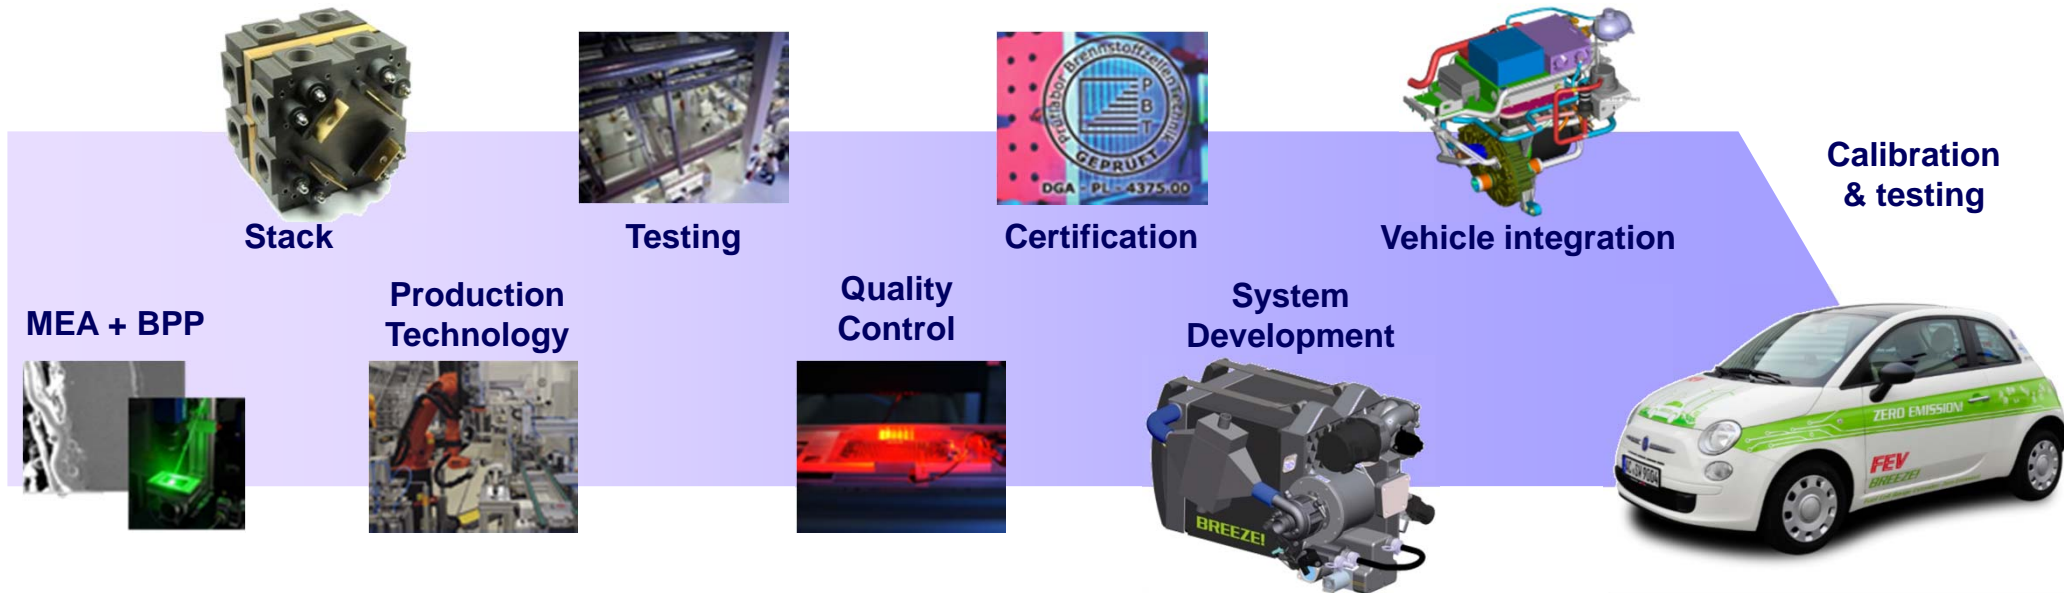 MEA + BPP
Stack
Production
Technology
Testing
Quality
Control
Prüflabor Brennstoffzellentechnik
PBT
GEPRÜFT
DGA - PL - 4375.00
Certification
System
Development
BREEZE!
Vehicle integration
Calibration
& testing
ZERO EMISSION!
FEV
BREEZE!